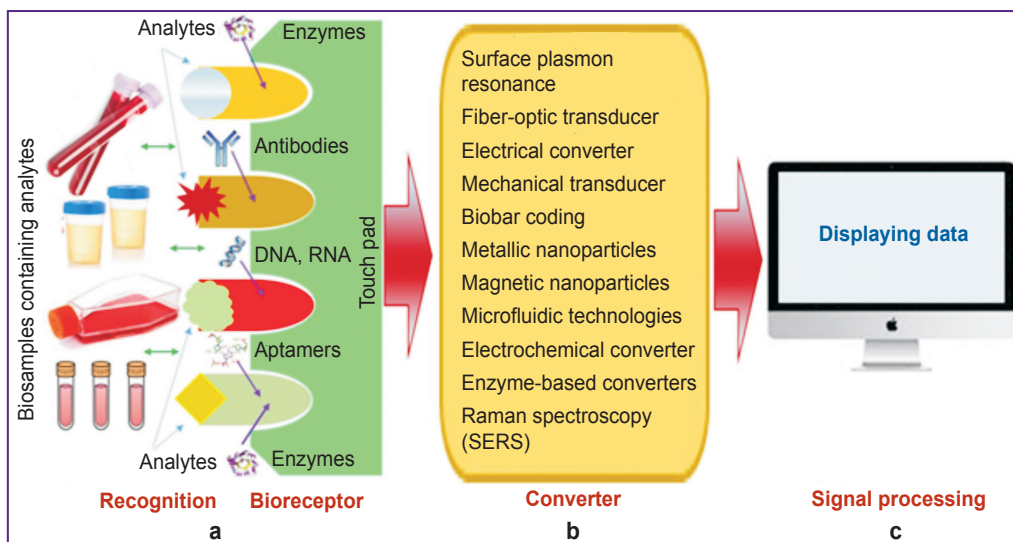 Analytes
Enzymes
Biosamples containing analytes
Antibodies
DNA, RNA
Aptamers
Analytes
Enzymes
Touch pad
Recognition
Bioreceptor
a
Surface plasmon
resonance
Fiber-optic transducer
Electrical converter
Mechanical transducer
Biobar coding
Metallic nanoparticles
Magnetic nanoparticles
Microfluidic technologies
Electrochemical converter
Enzyme-based converters
Raman spectroscopy
(SERS)
Converter
b
Displaying data
Signal processing
c